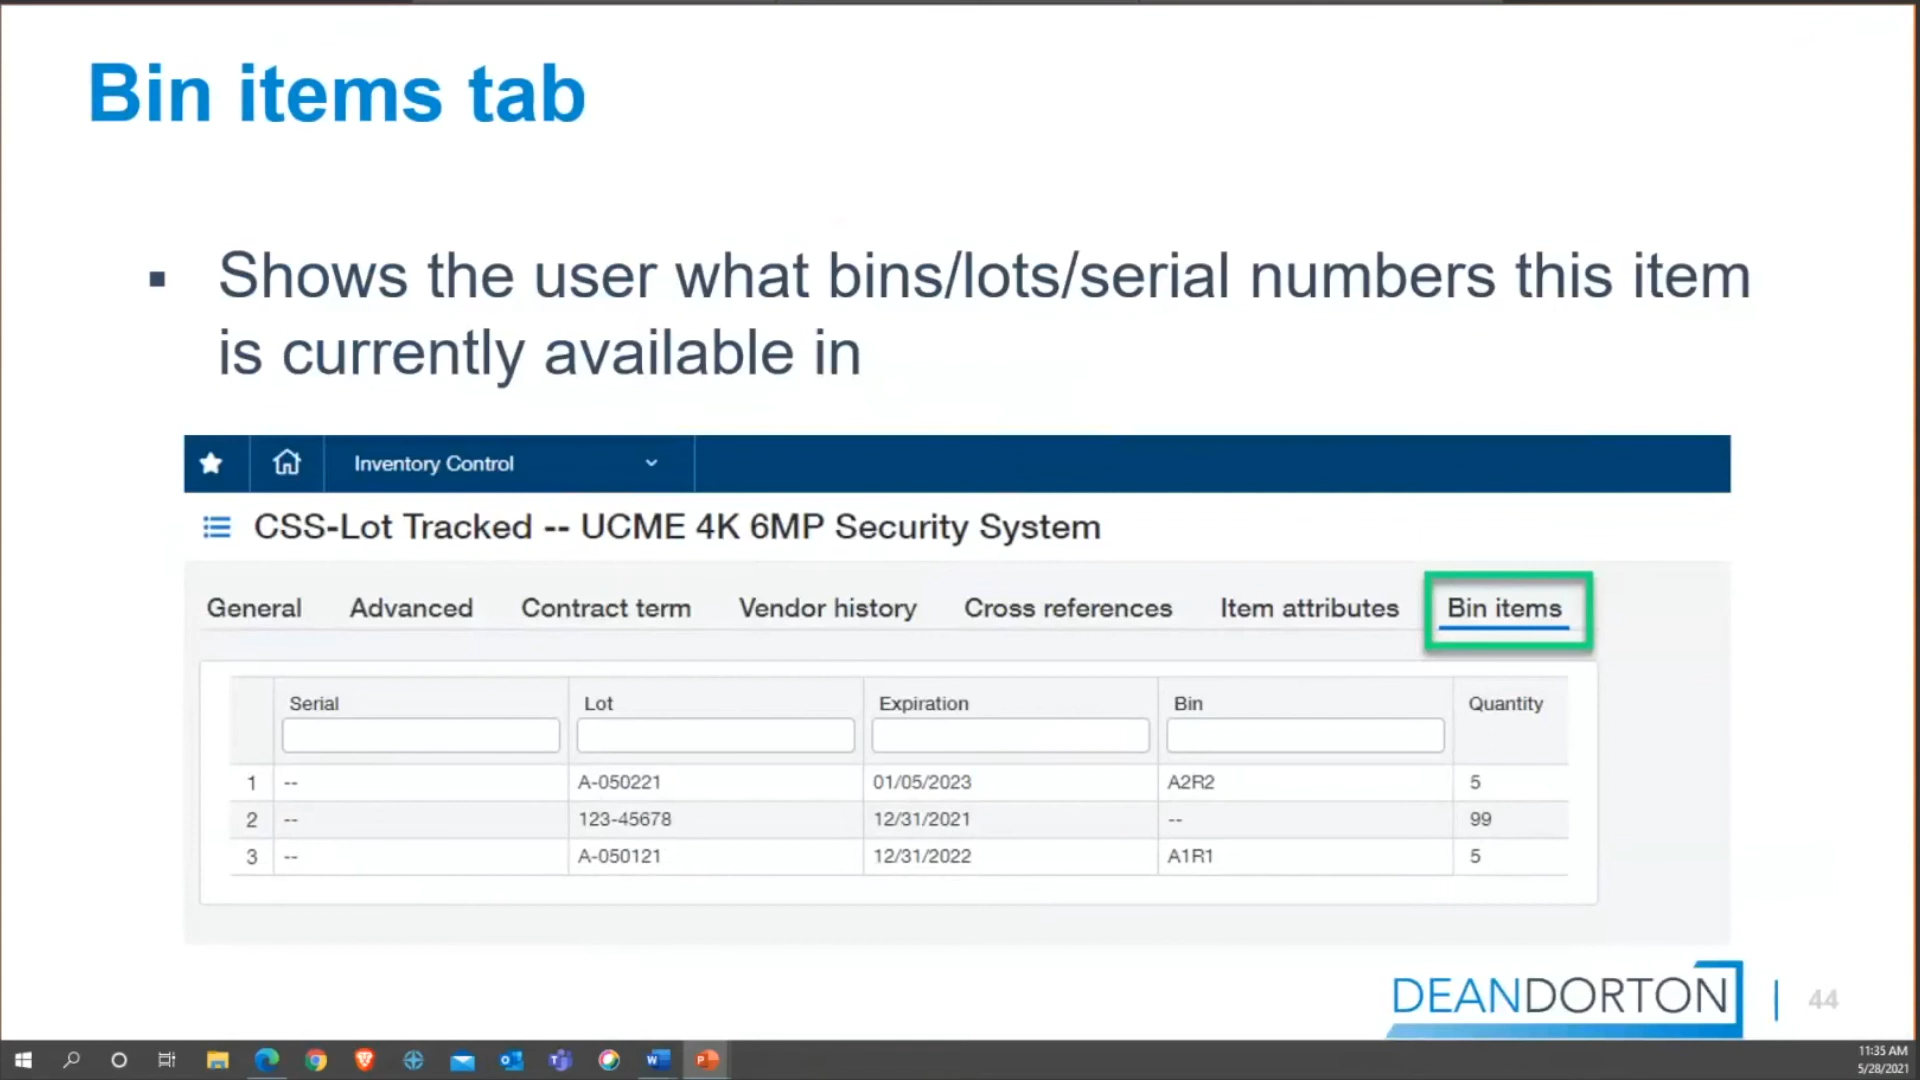 Bin items tab
▪ Shows the user what bins/lots/serial numbers this item
is currently available in
Inventory Control
CSS-Lot Tracked -- UCME 4K 6MP Security System
General Advanced Contract term Vendor history Cross references Item attributes Bin items
Serial Lot Expiration Bin Quantity
1 -- A-050221 01/05/2023 A2R2 5
2 -- 123-45678 12/31/2021 -- 99
3 -- A-050121 12/31/2022 A1R1 5
DEANDORTON | 44
11:35 AM
5/28/2021